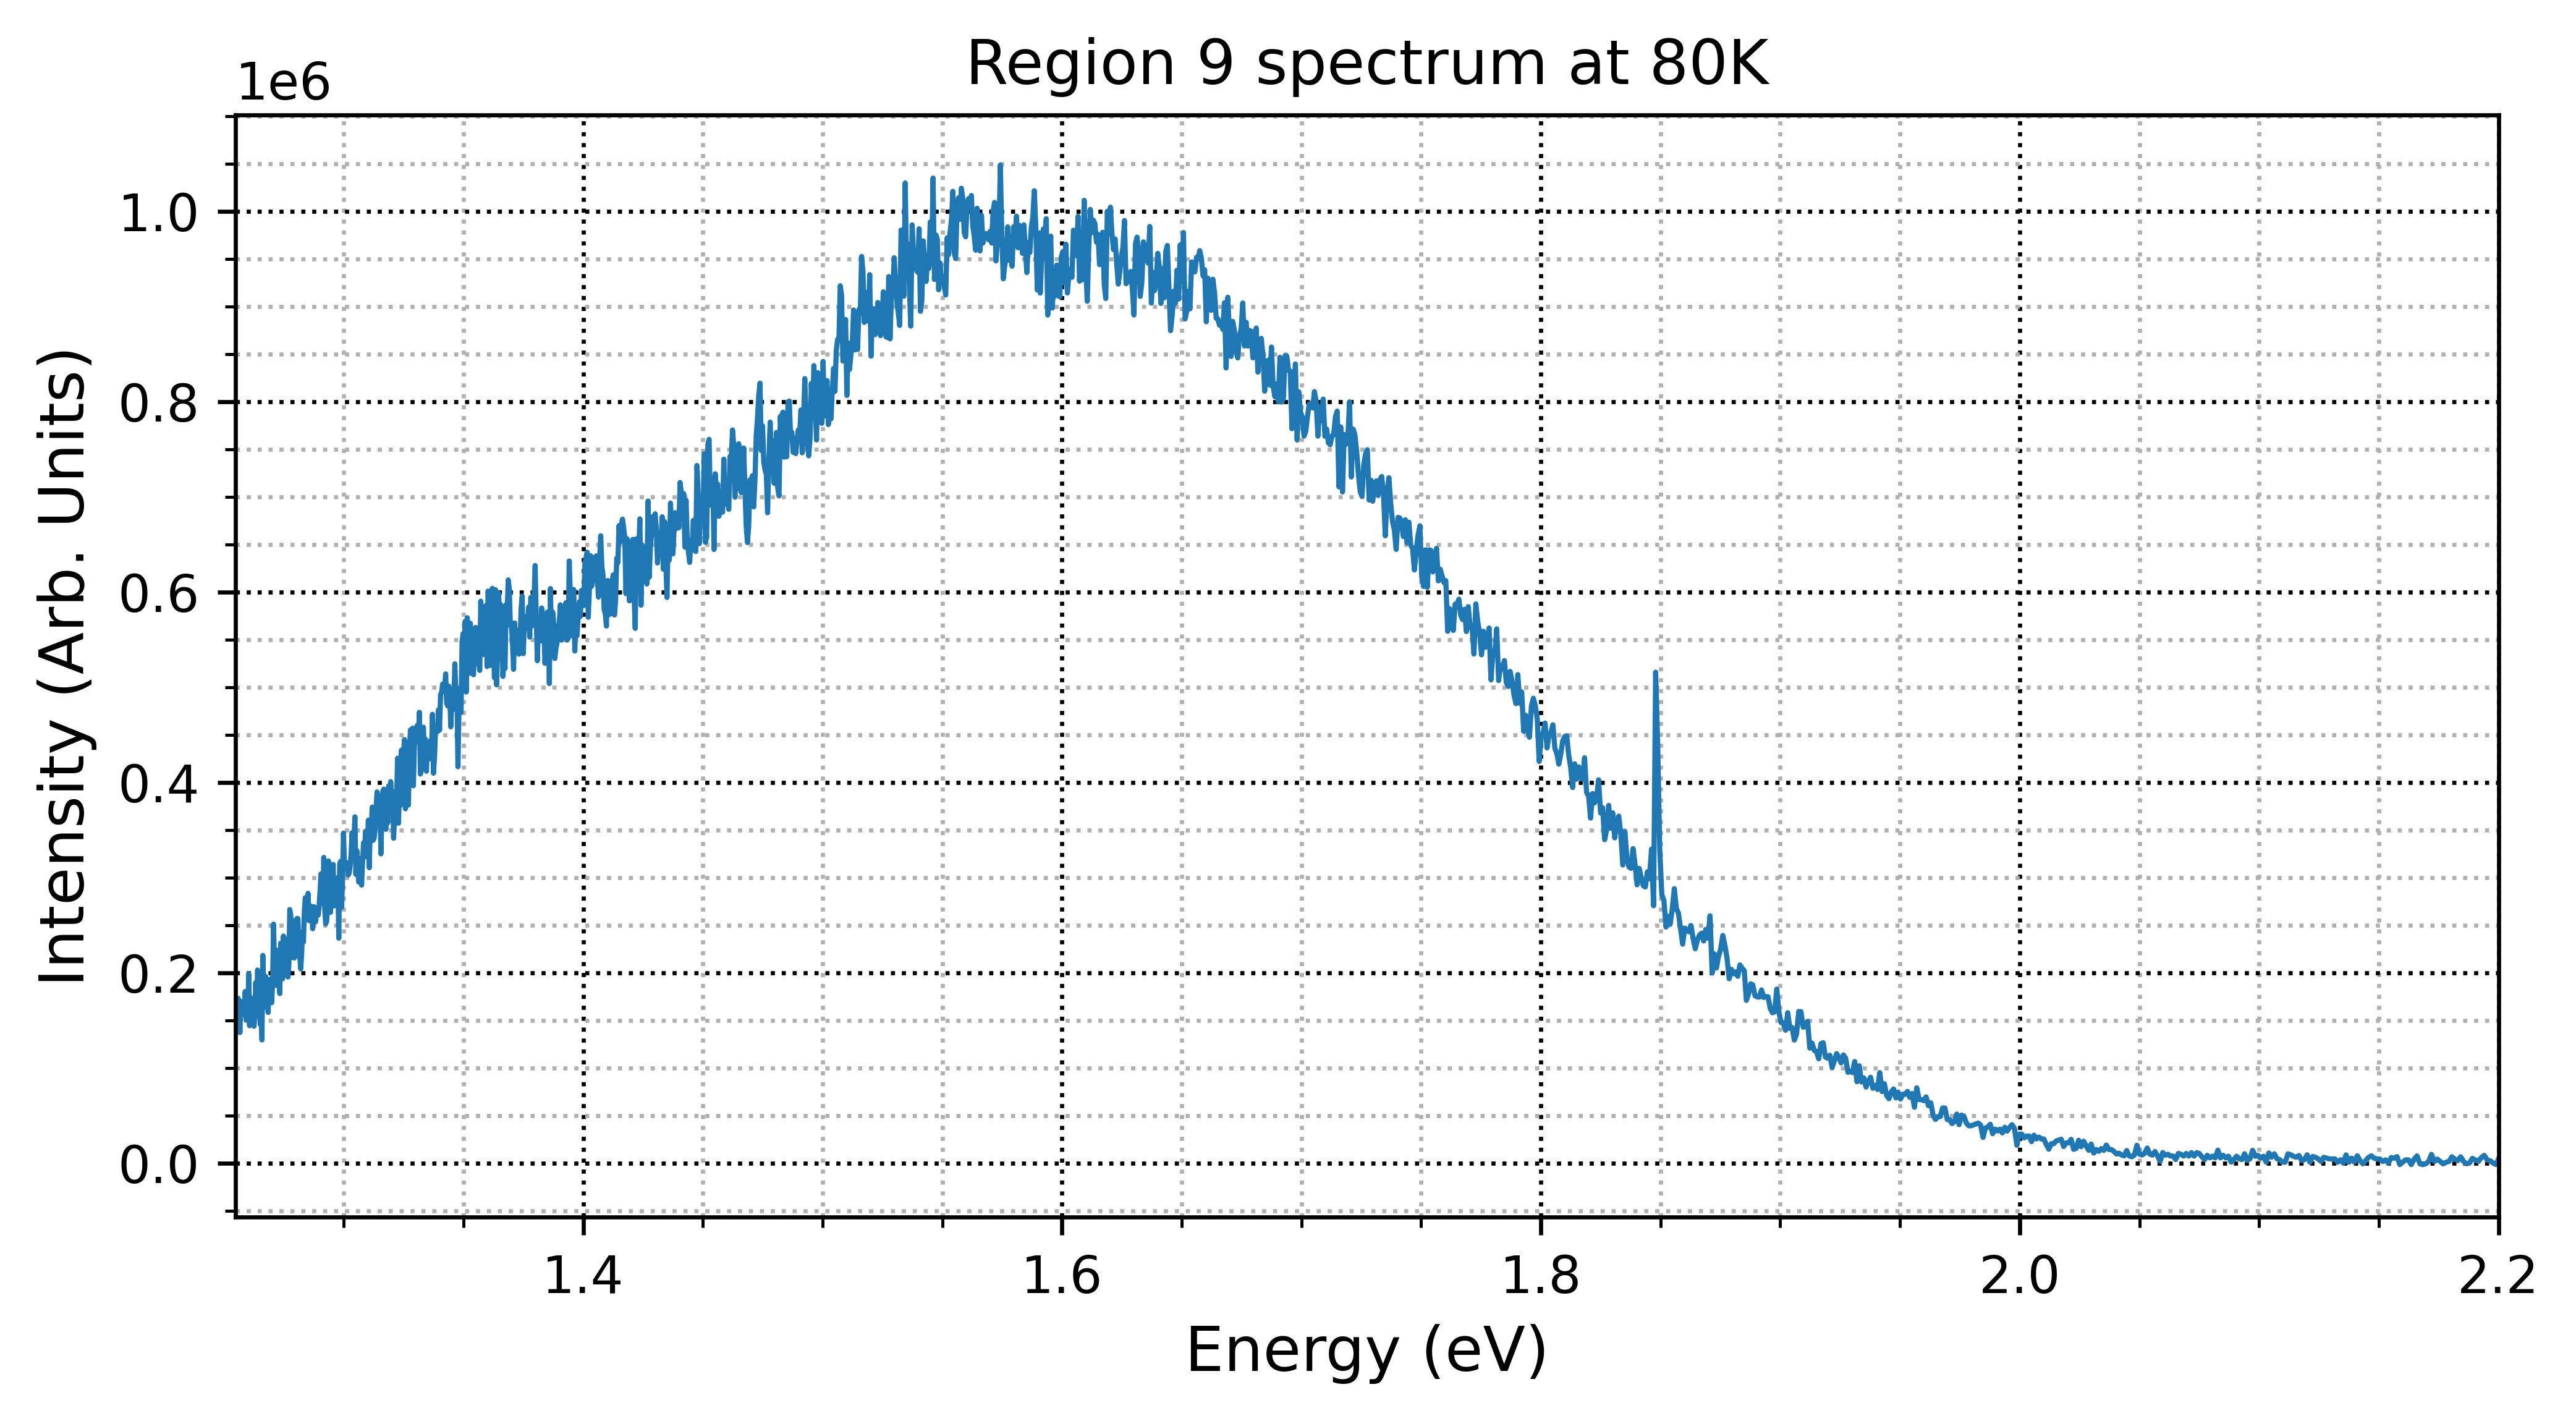 Region 9 spectrum at 80K
1e6
1.0
0.8
0.6
0.4
0.2
0.0
Intensity (Arb. Units)
1.4 1.6 1.8 2.0 2.2
Energy (eV)